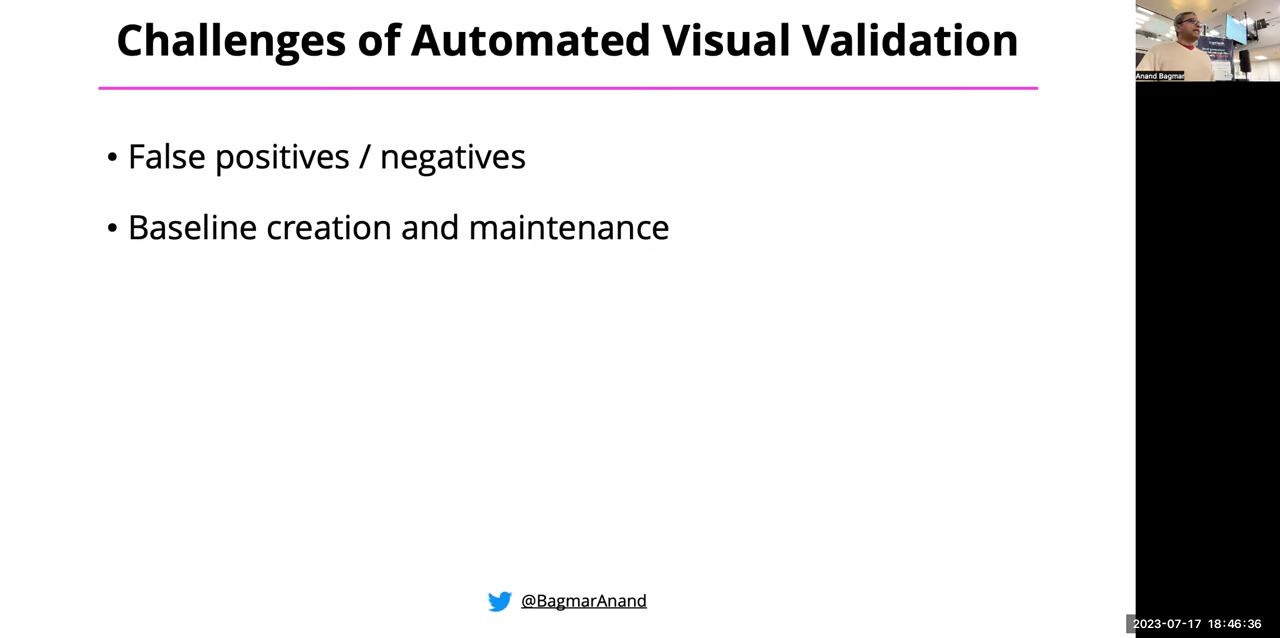 Challenges of Automated Visual Validation
• False positives / negatives
• Baseline creation and maintenance
@BagmarAnand
Anand Bagmar
2023-07-17 18:46:36